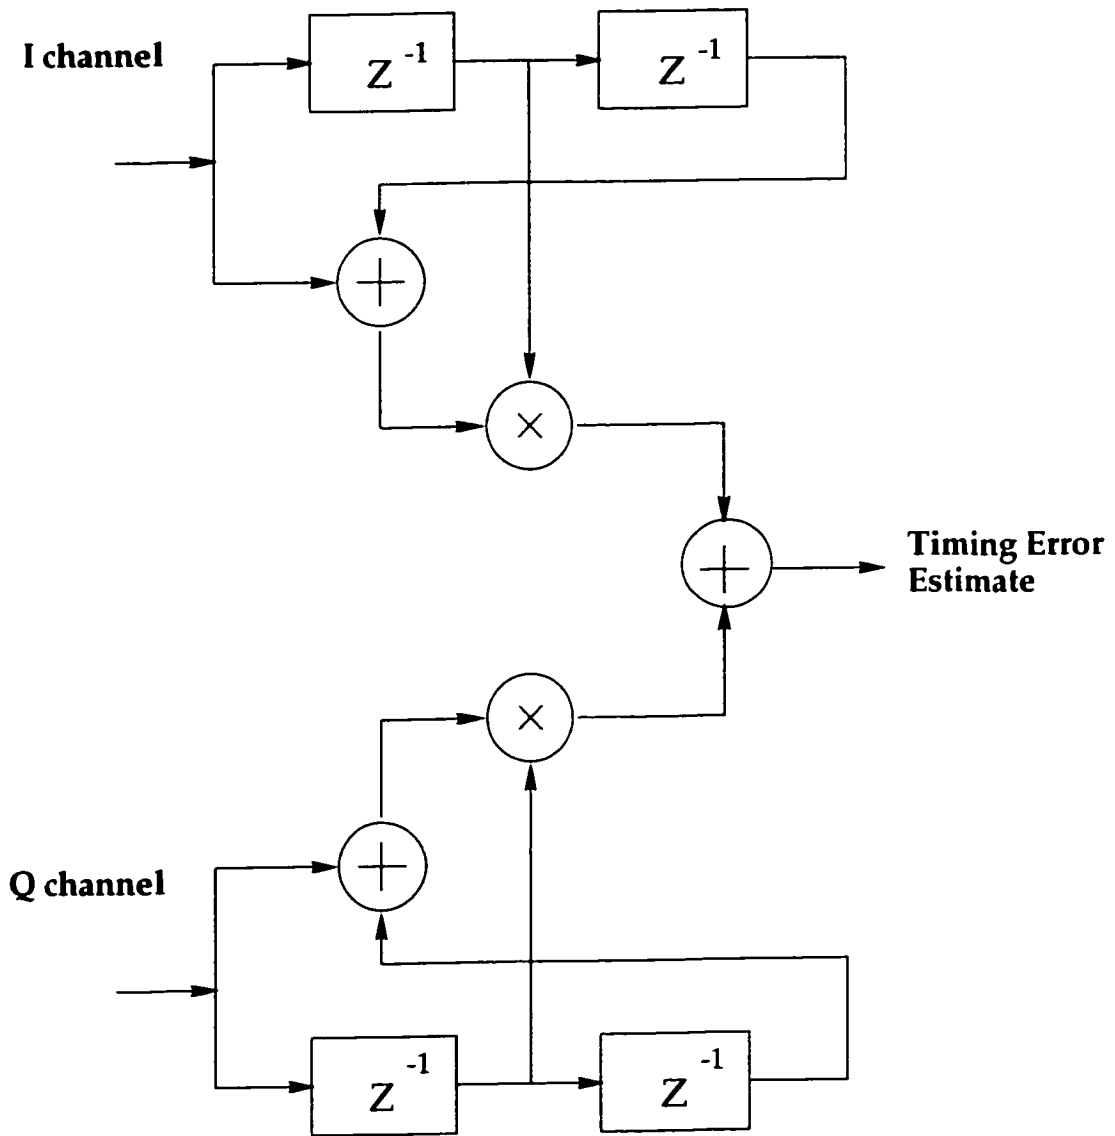 I channel
Z -1
Z -1
+
×
+
Timing Error
Estimate
×
+
Q channel
Z -1
Z -1